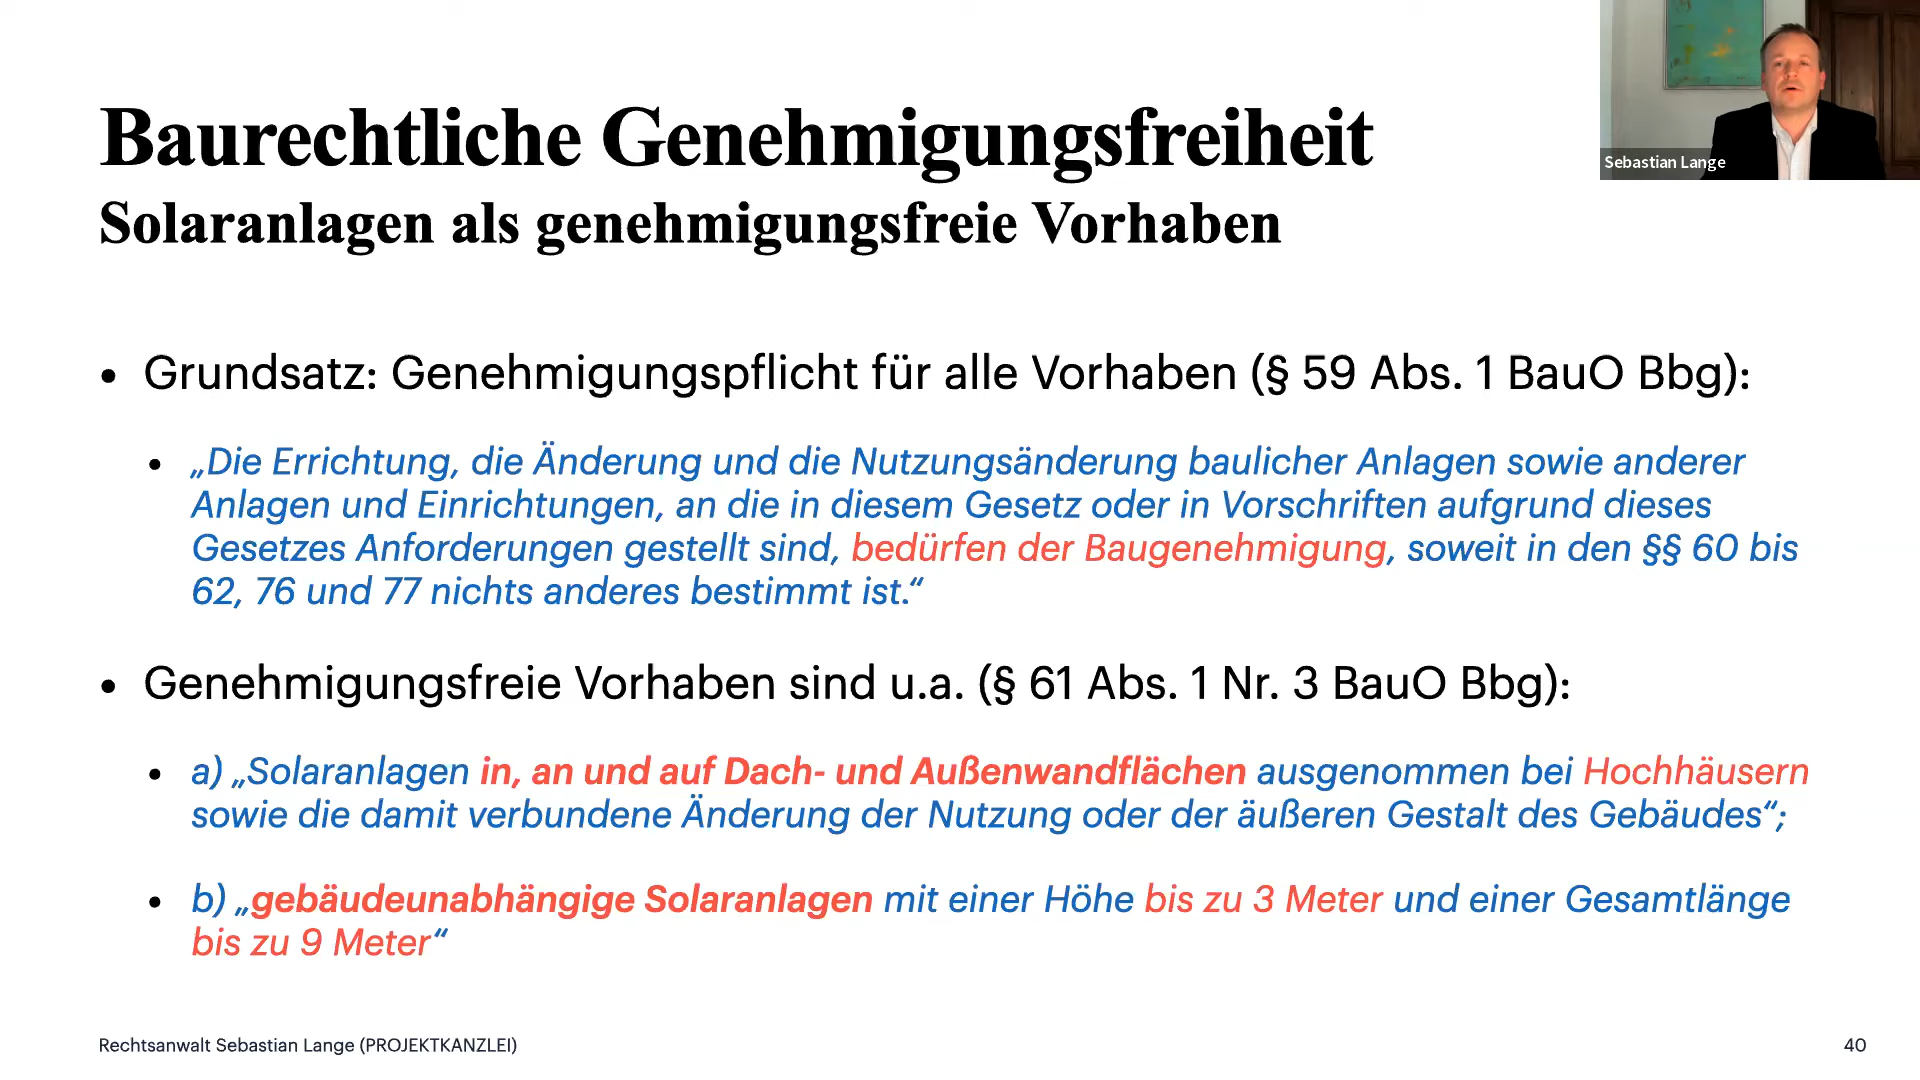 Baurechtliche Genehmigungsfreiheit
Solaranlagen als genehmigungsfreie Vorhaben
Sebastian Lange
• Grundsatz: Genehmigungspflicht für alle Vorhaben (§ 59 Abs. 1 BauO Bbg):
• „Die Errichtung, die Änderung und die Nutzungsänderung baulicher Anlagen sowie anderer
Anlagen und Einrichtungen, an die in diesem Gesetz oder in Vorschriften aufgrund dieses
Gesetzes Anforderungen gestellt sind, bedürfen der Baugenehmigung, soweit in den §§ 60 bis
62, 76 und 77 nichts anderes bestimmt ist.“
• Genehmigungsfreie Vorhaben sind u.a. (§ 61 Abs. 1 Nr. 3 BauO Bbg):
• a) „Solaranlagen in, an und auf Dach- und Außenwandflächen ausgenommen bei Hochhäusern
sowie die damit verbundene Änderung der Nutzung oder der äußeren Gestalt des Gebäudes“;
• b) „gebäudeunabhängige Solaranlagen mit einer Höhe bis zu 3 Meter und einer Gesamtlänge
bis zu 9 Meter“
Rechtsanwalt Sebastian Lange (PROJEKTKANZLEI)
40